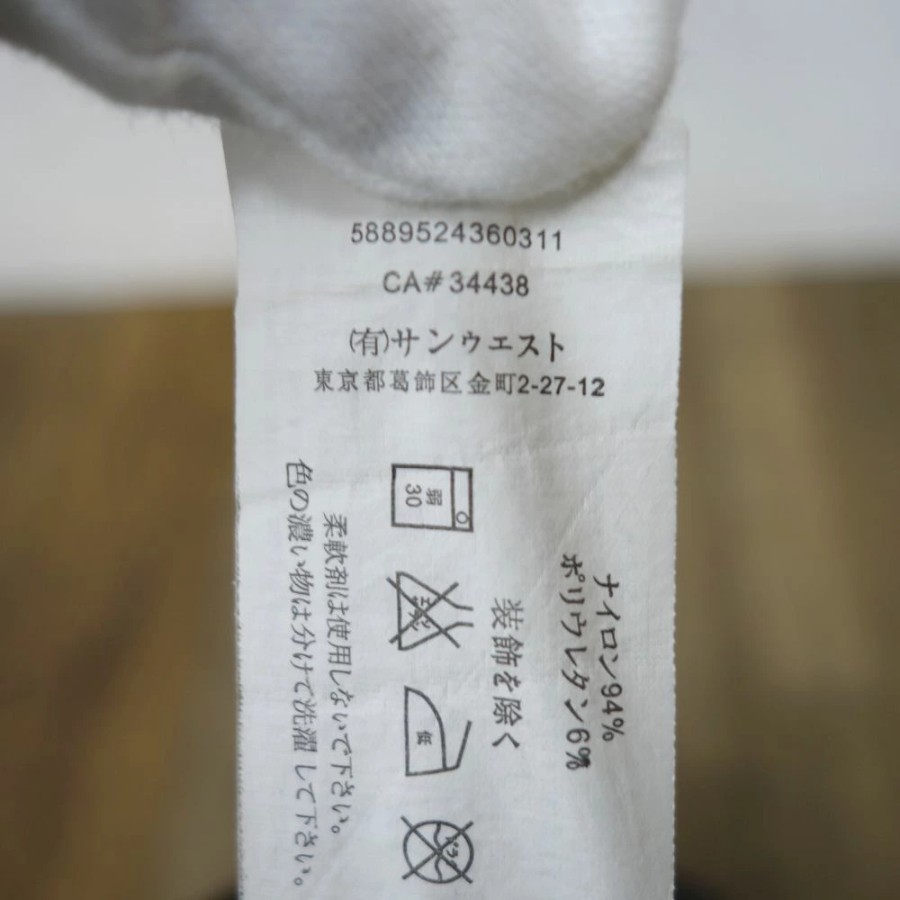 5889524360311
CA#34438
(有)サンウエスト
東京都葛飾区金町2-27-12
ナイロン94%
ポリウレタン6%
装飾を除く
弱
30
低
柔軟剤は使用しないで下さい。
色の濃い物は分けて洗濯して下さい。